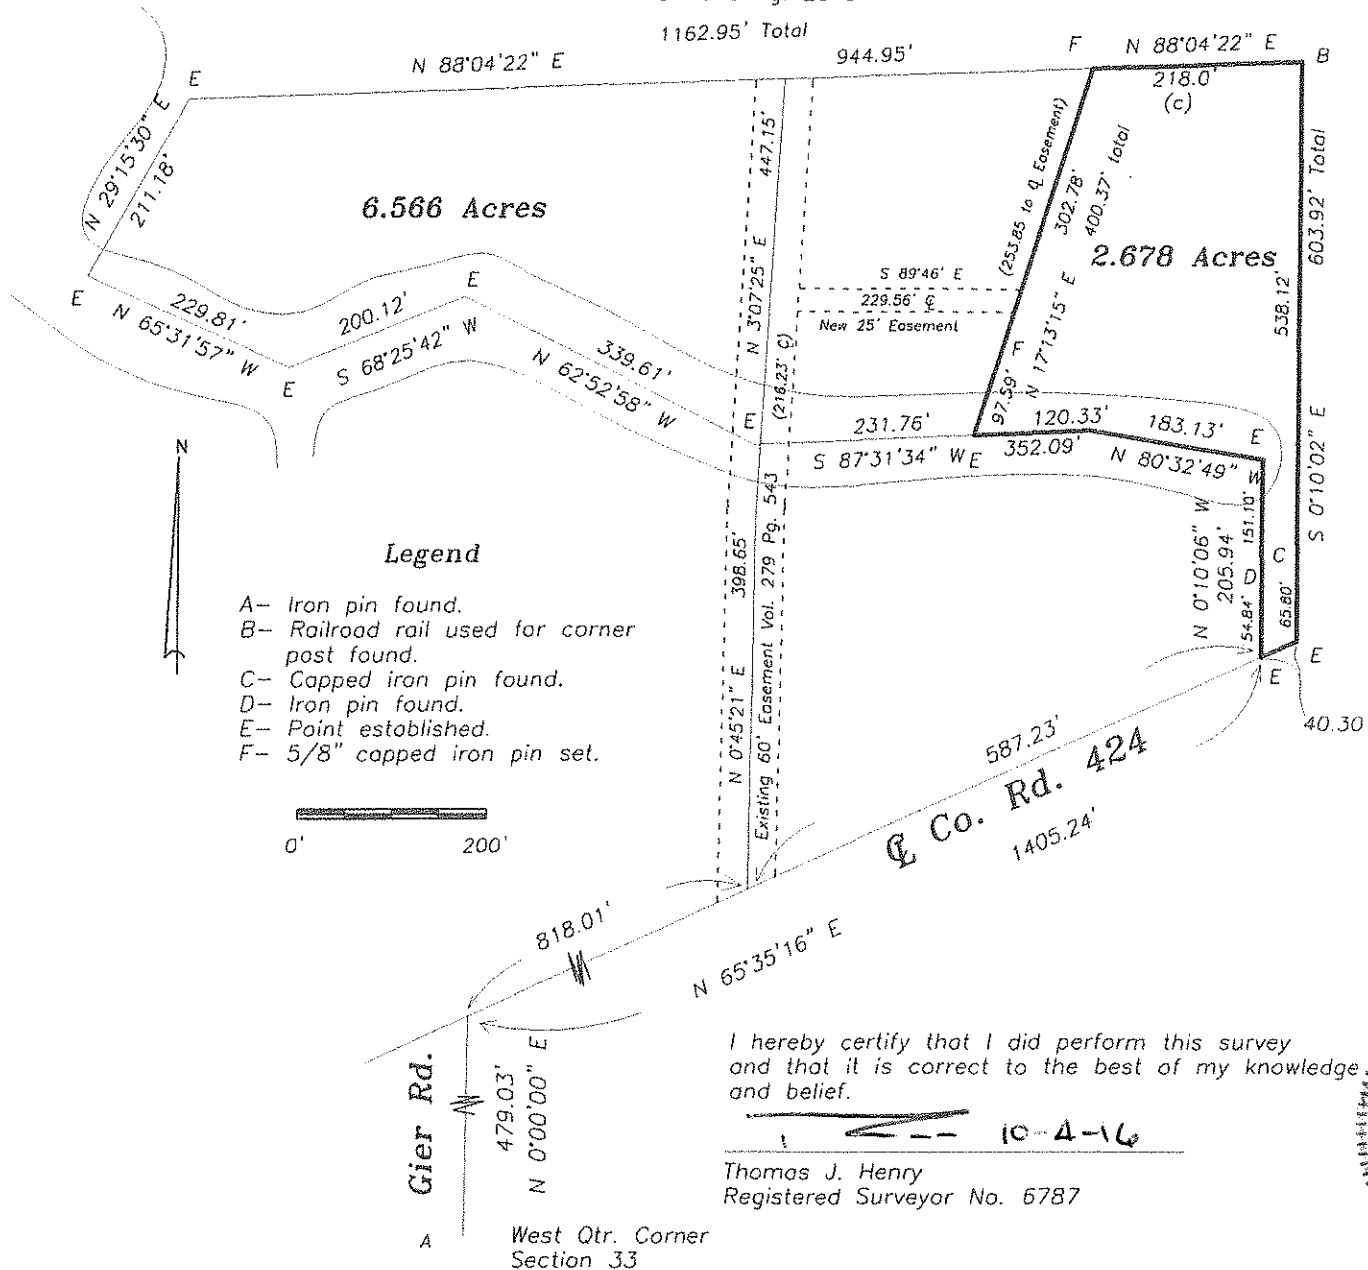 1162.95' Total
N 88°04'22" E
944.95'
F
N 88°04'22" E
B
218.0'
(c)
E
E
N 29°15'30" E
211.18'
6.566 Acres
447.15'
N 3°07'25" E
(216.23' ℄)
(253.85 to ℄ Easement)
302.78'
400.37' total
N 17°13'15" E
F
97.59'
2.678 Acres
603.92' Total
538.12'
S 0°10'02" E
S 89°46' E
229.56' ℄
New 25' Easement
E
229.81'
N 65°31'57" W
E
200.12'
S 68°25'42" W
E
339.61'
N 62°52'58" W
E
231.76'
S 87°31'34" W
E
120.33'
352.09'
183.13'
N 80°32'49" W
E
N 0°10'06" W
205.94'
151.10'
54.84'
D
C
65.80'
E
E
40.30
N
Legend
A– Iron pin found.
B– Railroad rail used for corner
post found.
C– Capped iron pin found.
D– Iron pin found.
E– Point established.
F– 5/8" capped iron pin set.
0'
200'
N 0°45'21" E
398.65'
Existing 60' Easement Vol. 279 Pg. 543
587.23'
℄ Co. Rd. 424
1405.24'
818.01'
N 65°35'16" E
Gier Rd.
479.03'
N 0°00'00" E
A
West Qtr. Corner
Section 33
I hereby certify that I did perform this survey
and that it is correct to the best of my knowledge
and belief.
10-4-16
Thomas J. Henry
Registered Surveyor No. 6787